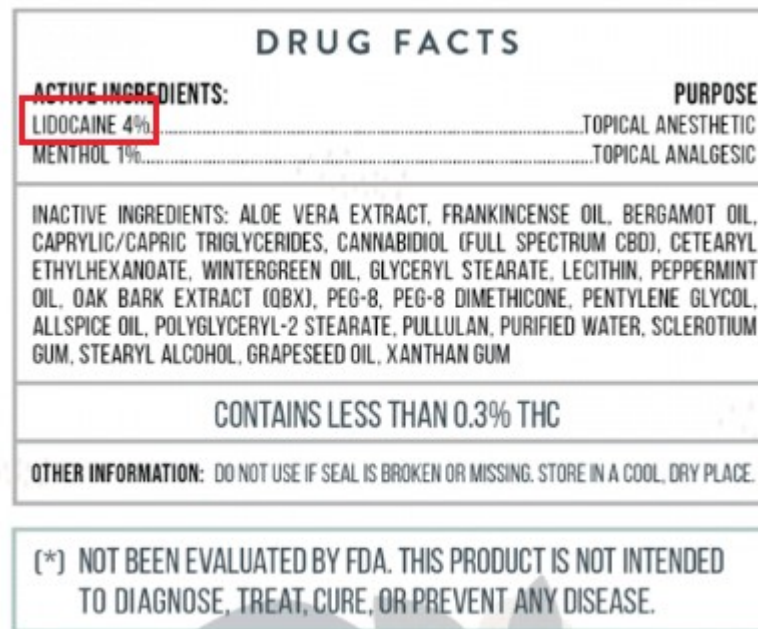 DRUG FACTS
ACTIVE INGREDIENTS: PURPOSE
LIDOCAINE 4%..............................TOPICAL ANESTHETIC
MENTHOL 1%..............................TOPICAL ANALGESIC
INACTIVE INGREDIENTS: ALOE VERA EXTRACT, FRANKINCENSE OIL, BERGAMOT OIL,
CAPRYLIC/CAPRIC TRIGLYCERIDES, CANNABIDIOL (FULL SPECTRUM CBD), CETEARYL
ETHYLHEXANOATE, WINTERGREEN OIL, GLYCERYL STEARATE, LECITHIN, PEPPERMINT
OIL, OAK BARK EXTRACT (QBX), PEG-8, PEG-8 DIMETHICONE, PENTYLENE GLYCOL,
ALLSPICE OIL, POLYGLYCERYL-2 STEARATE, PULLULAN, PURIFIED WATER, SCLEROTIUM
GUM, STEARYL ALCOHOL, GRAPESEED OIL, XANTHAN GUM
CONTAINS LESS THAN 0.3% THC
OTHER INFORMATION: DO NOT USE IF SEAL IS BROKEN OR MISSING. STORE IN A COOL, DRY PLACE.
(*) NOT BEEN EVALUATED BY FDA. THIS PRODUCT IS NOT INTENDED
TO DIAGNOSE, TREAT, CURE, OR PREVENT ANY DISEASE.